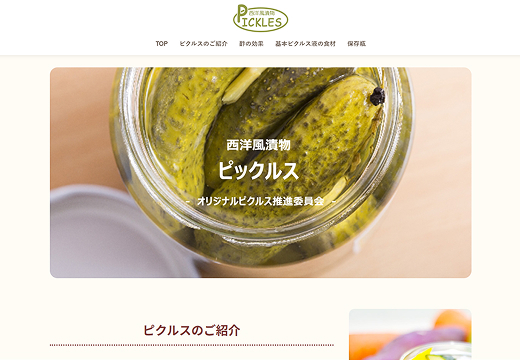 西洋風漬物
PICKLES
TOP ピクルスのご紹介 酢の効果 基本ピクルス液の食材 保存瓶
西洋風漬物
ピックルス
- オリジナルピクルス推進委員会 -
ピクルスのご紹介